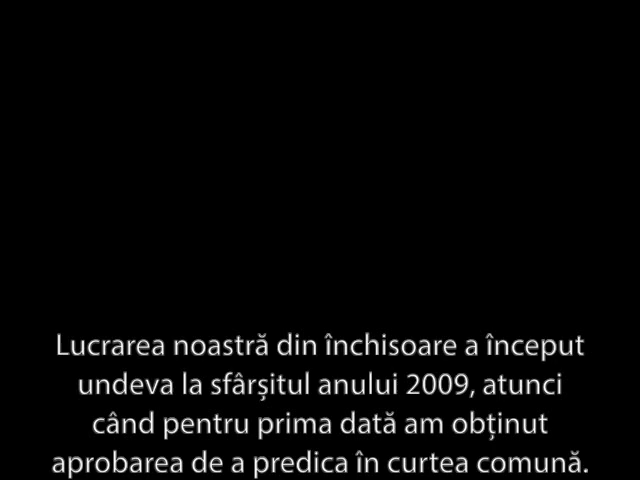 Lucrarea noastră din închisoare a început
undeva la sfârșitul anului 2009, atunci
când pentru prima dată am obținut
aprobarea de a predica în curtea comună.